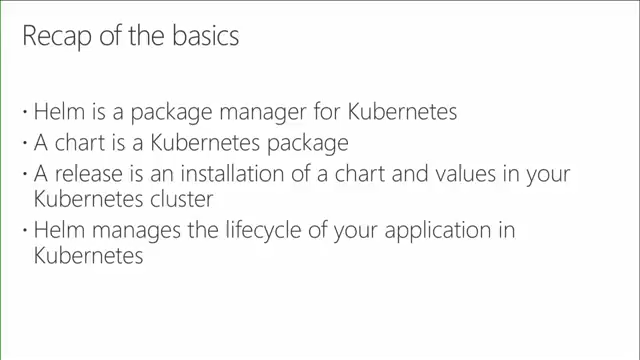 Recap of the basics
· Helm is a package manager for Kubernetes
· A chart is a Kubernetes package
· A release is an installation of a chart and values in your
Kubernetes cluster
· Helm manages the lifecycle of your application in
Kubernetes